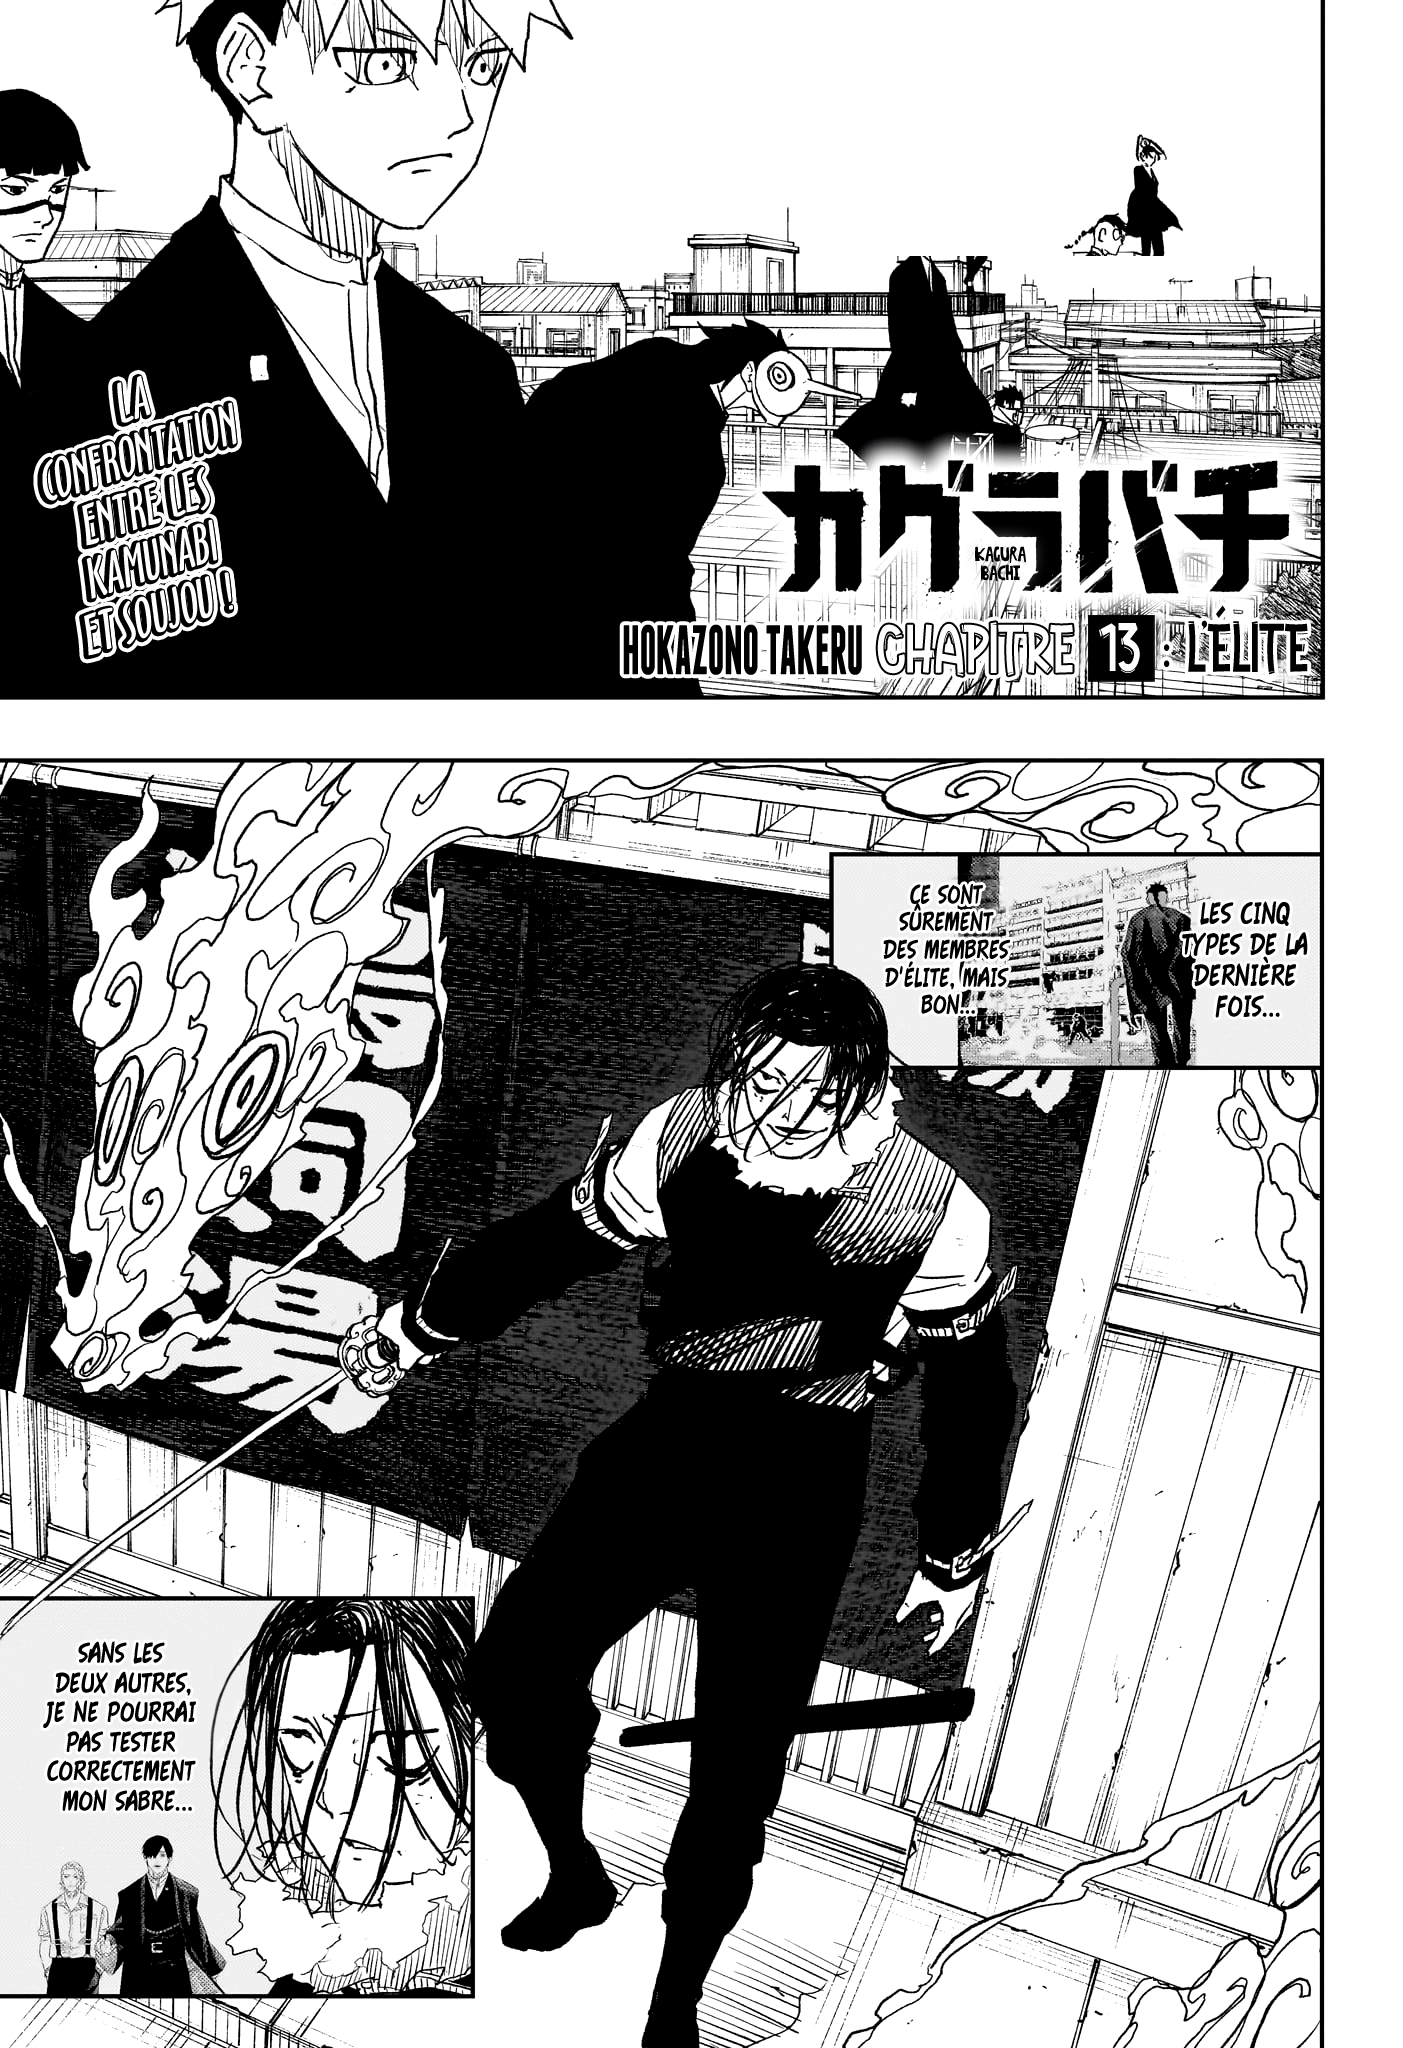 LA
CONFRONTATION
ENTRE LES
KAMUNABI
ET SOUJOU !
カグラバチ
KAGURA
BACHI
HOKAZONO TAKERU CHAPITRE 13 : L'ÉLITE
LES CINQ
TYPES DE LA
DERNIÈRE
FOIS...
CE SONT
SÛREMENT
DES MEMBRES
D'ÉLITE, MAIS
BON...
SANS LES
DEUX AUTRES,
JE NE POURRAI
PAS TESTER
CORRECTEMENT
MON SABRE...